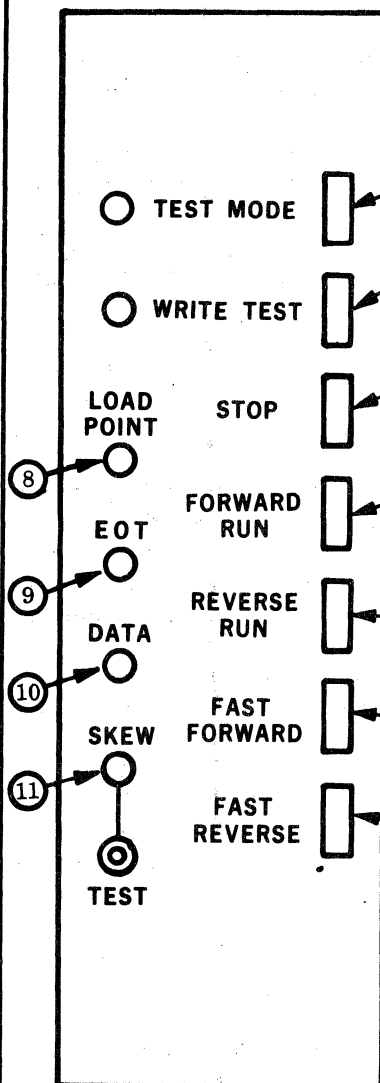 TEST MODE
WRITE TEST
LOAD
POINT
STOP
8
FORWARD
RUN
EOT
9
REVERSE
RUN
DATA
10
FAST
FORWARD
SKEW
11
FAST
REVERSE
TEST